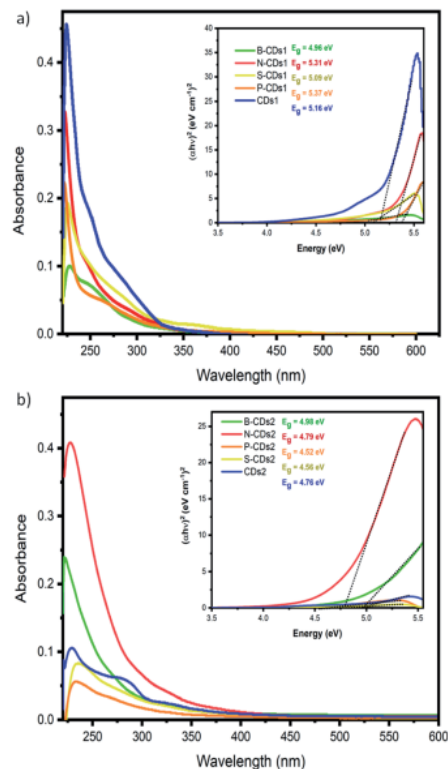 a)
B-CDs1 Eg = 4.96 eV
N-CDs1 Eg = 5.31 eV
S-CDs1 Eg = 5.09 eV
P-CDs1 Eg = 5.37 eV
CDs1
Eg = 5.16 eV
(αhν)² (eV cm⁻¹)²
40
35
30
25
20
15
10
5
0
3.5 4.0 4.5 5.0 5.5
Energy (eV)
Absorbance
0.4
0.3
0.2
0.1
0.0
250 300 350 400 450 500 550 600
Wavelength (nm)
b)
B-CDs2 Eg = 4.98 eV
N-CDs2 Eg = 4.79 eV
P-CDs2 Eg = 4.52 eV
S-CDs2 Eg = 4.56 eV
CDs2 Eg = 4.76 eV
(αhν)² (eV cm⁻¹)²
25
20
15
10
5
0
3.5 4.0 4.5 5.0 5.5
Energy (eV)
Absorbance
0.4
0.3
0.2
0.1
0.0
250 300 350 400 450 500 550 600
Wavelength (nm)